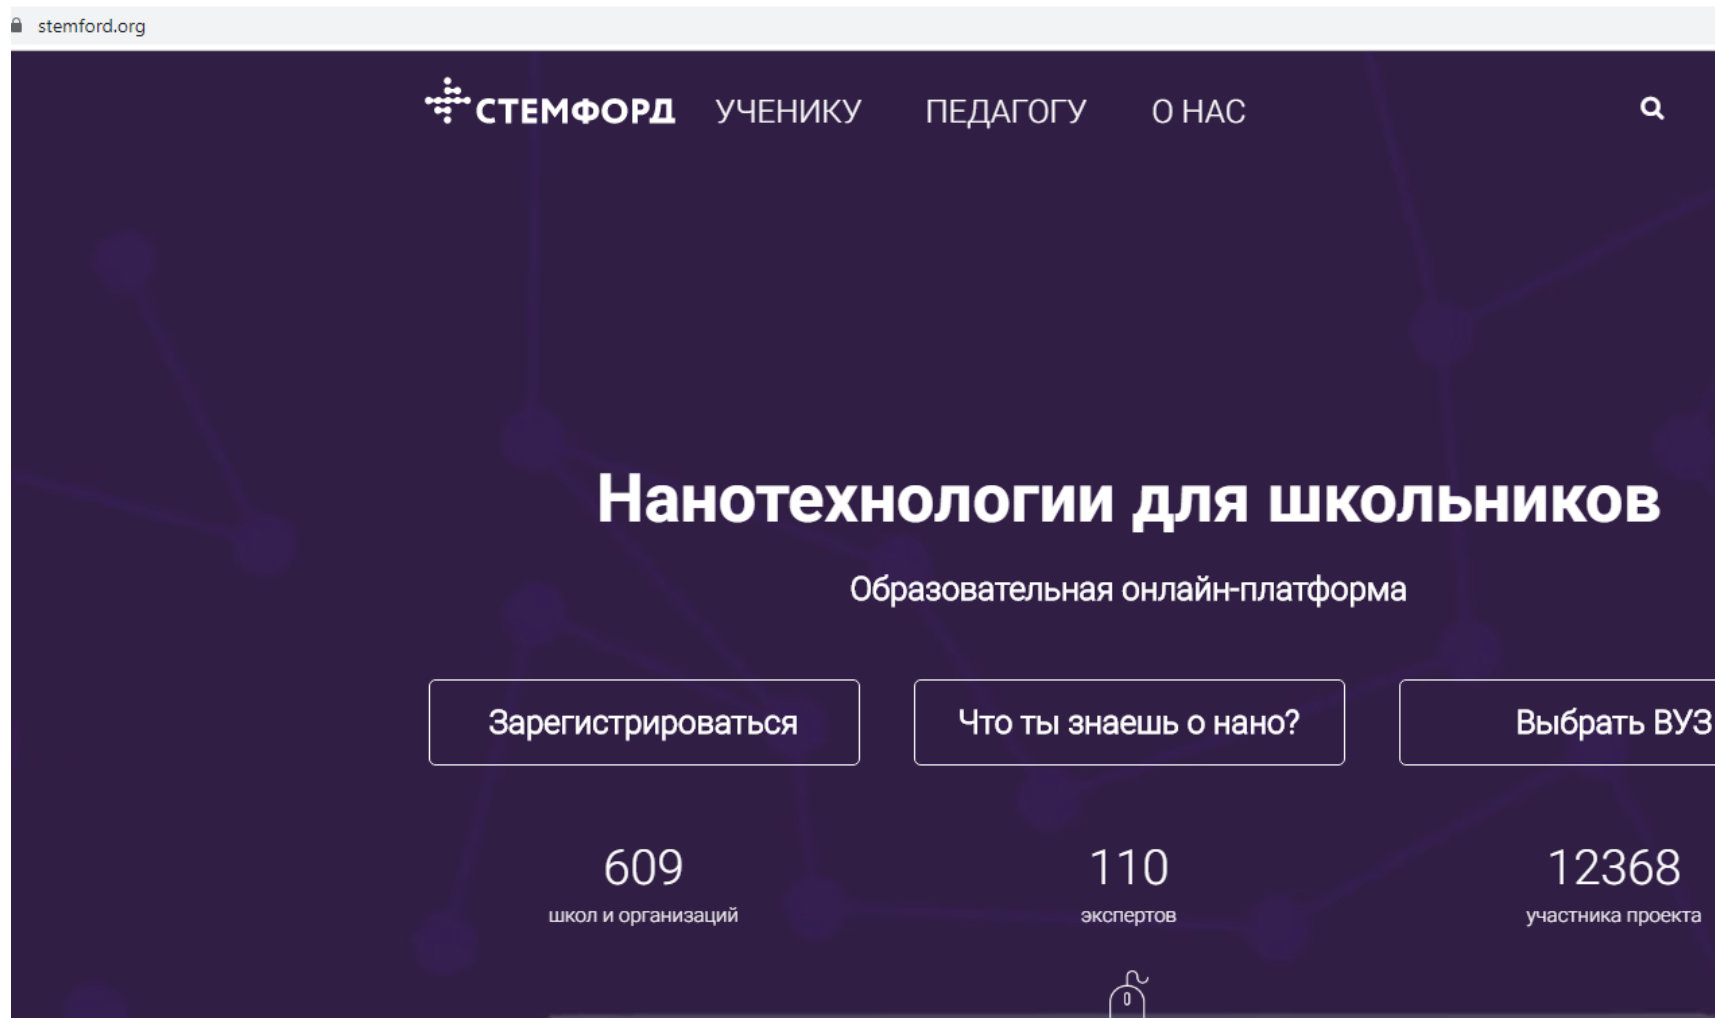 stemford.org
СТЕМФОРД УЧЕНИКУ ПЕДАГОГУ О НАС
Нанотехнологии для школьников
Образовательная онлайн-платформа
Зарегистрироваться Что ты знаешь о нано? Выбрать ВУЗ
609 110 12368
школ и организаций экспертов участника проекта